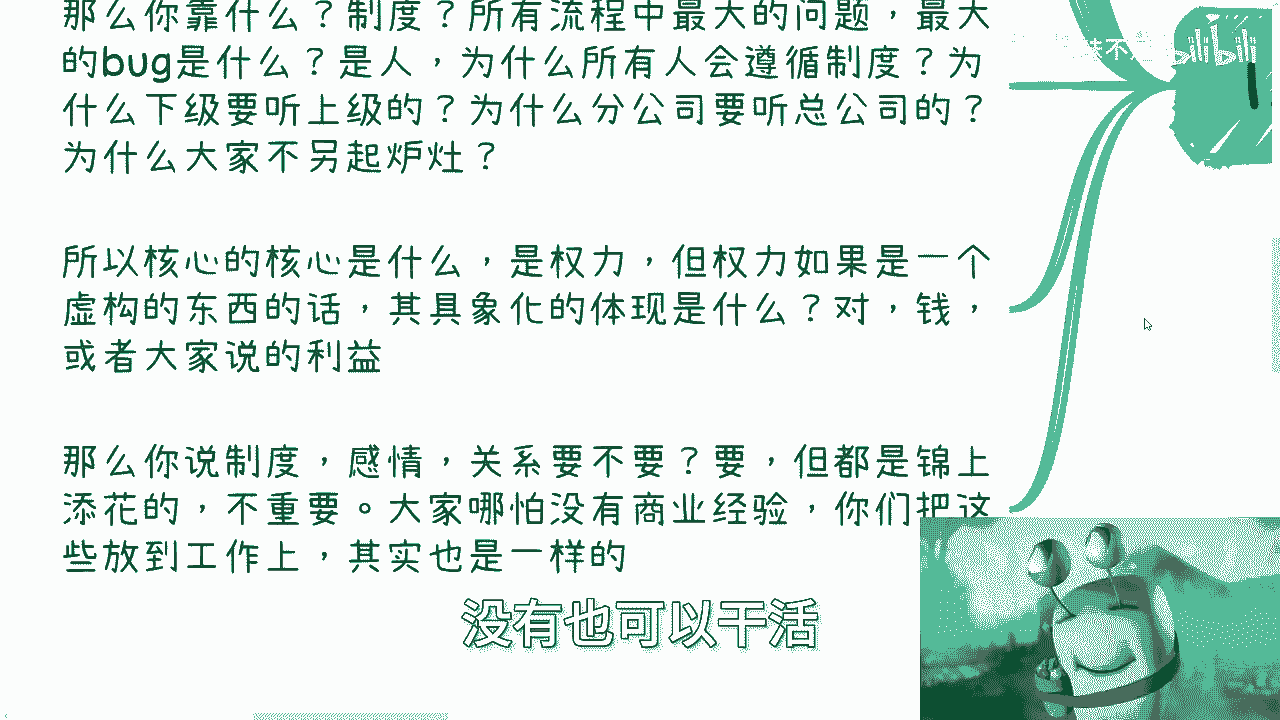 那么你靠什么？制度？所有流程中最大的问题，最大
的bug是什么？是人，为什么所有人会遵循制度？为
什么下级要听上级的？为什么分公司要听总公司的？
为什么大家不另起炉灶？
所以核心的核心是什么，是权力，但权力如果是一个
虚构的东西的话，其具象化的体现是什么？对，钱，
或者大家说的利益
那么你说制度，感情，关系要不要？要，但都是锦上
添花的，不重要。大家哪怕没有商业经验，你们把这
些放到工作上，其实也是一样的
没有也可以干活